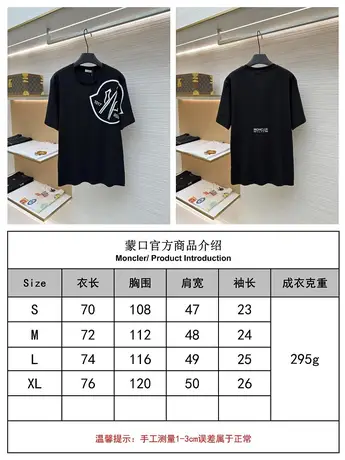 MONCLER
蒙口官方商品介绍
Moncler/ Product Introduction
Size 衣长 胸围 肩宽 袖长 成衣克重
S 70 108 47 23
M 72 112 48 24
L 74 116 49 25
XL 76 120 50 26
295g
温馨提示：手工测量1-3cm误差属于正常